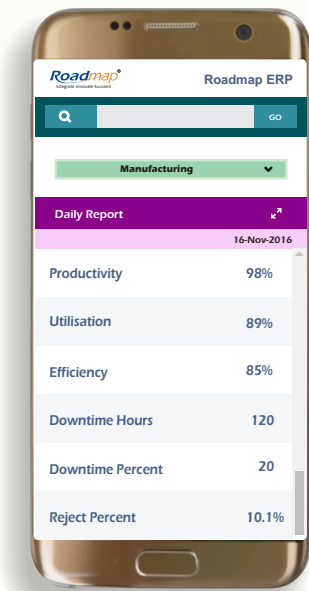 Roadmap
Integrate Innovate Succeed
Roadmap ERP
GO
Manufacturing
Daily Report
16-Nov-2016
Productivity 98%
Utilisation 89%
Efficiency 85%
Downtime Hours 120
Downtime Percent 20
Reject Percent 10.1%